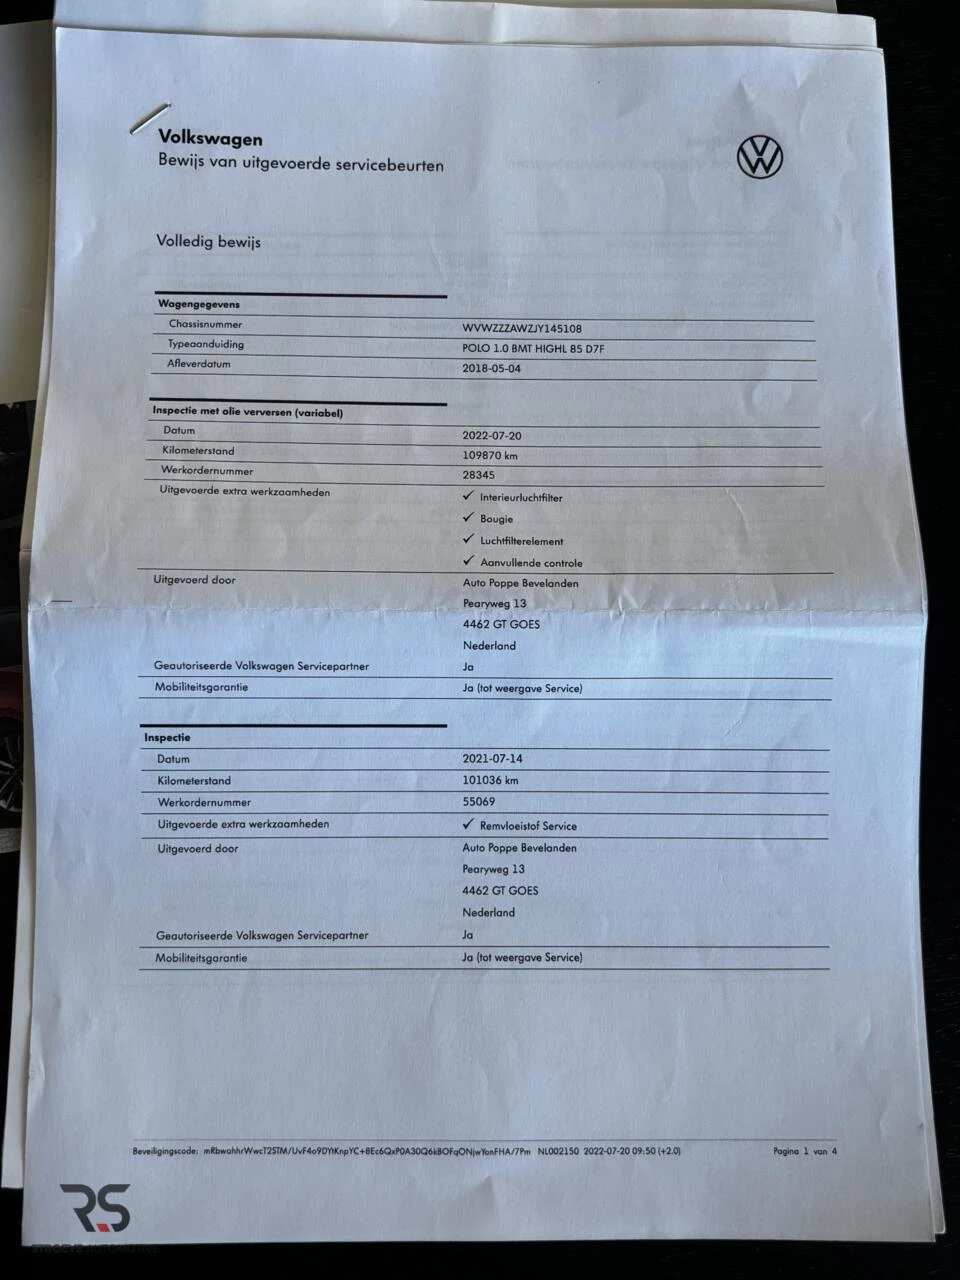 Volkswagen
Bewijs van uitgevoerde servicebeurten
Volledig bewijs
Wagengegevens
Chassisnummer WVWZZZAWZJY145108
Typeaanduiding POLO 1.0 BMT HIGHL 85 D7F
Afleverdatum 2018-05-04
Inspectie met olie verversen (variabel)
Datum 2022-07-20
Kilometerstand 109870 km
Werkordernummer 28345
Uitgevoerde extra werkzaamheden ✓ Interieurluchtfilter
✓ Bougie
✓ Luchtfilterelement
✓ Aanvullende controle
Uitgevoerd door Auto Poppe Bevelanden
Pearyweg 13
4462 GT GOES
Nederland
Geautoriseerde Volkswagen Servicepartner Ja
Mobiliteitsgarantie Ja (tot weergave Service)
Inspectie
Datum 2021-07-14
Kilometerstand 101036 km
Werkordernummer 55069
Uitgevoerde extra werkzaamheden ✓ Remvloeistof Service
Uitgevoerd door Auto Poppe Bevelanden
Pearyweg 13
4462 GT GOES
Nederland
Geautoriseerde Volkswagen Servicepartner Ja
Mobiliteitsgarantie Ja (tot weergave Service)
Beveiligingscode: NL002150 2022-07-20 09:50 (+2.0) Pagina 1 van 4
RS
STROEVE AUTOMOTIVE